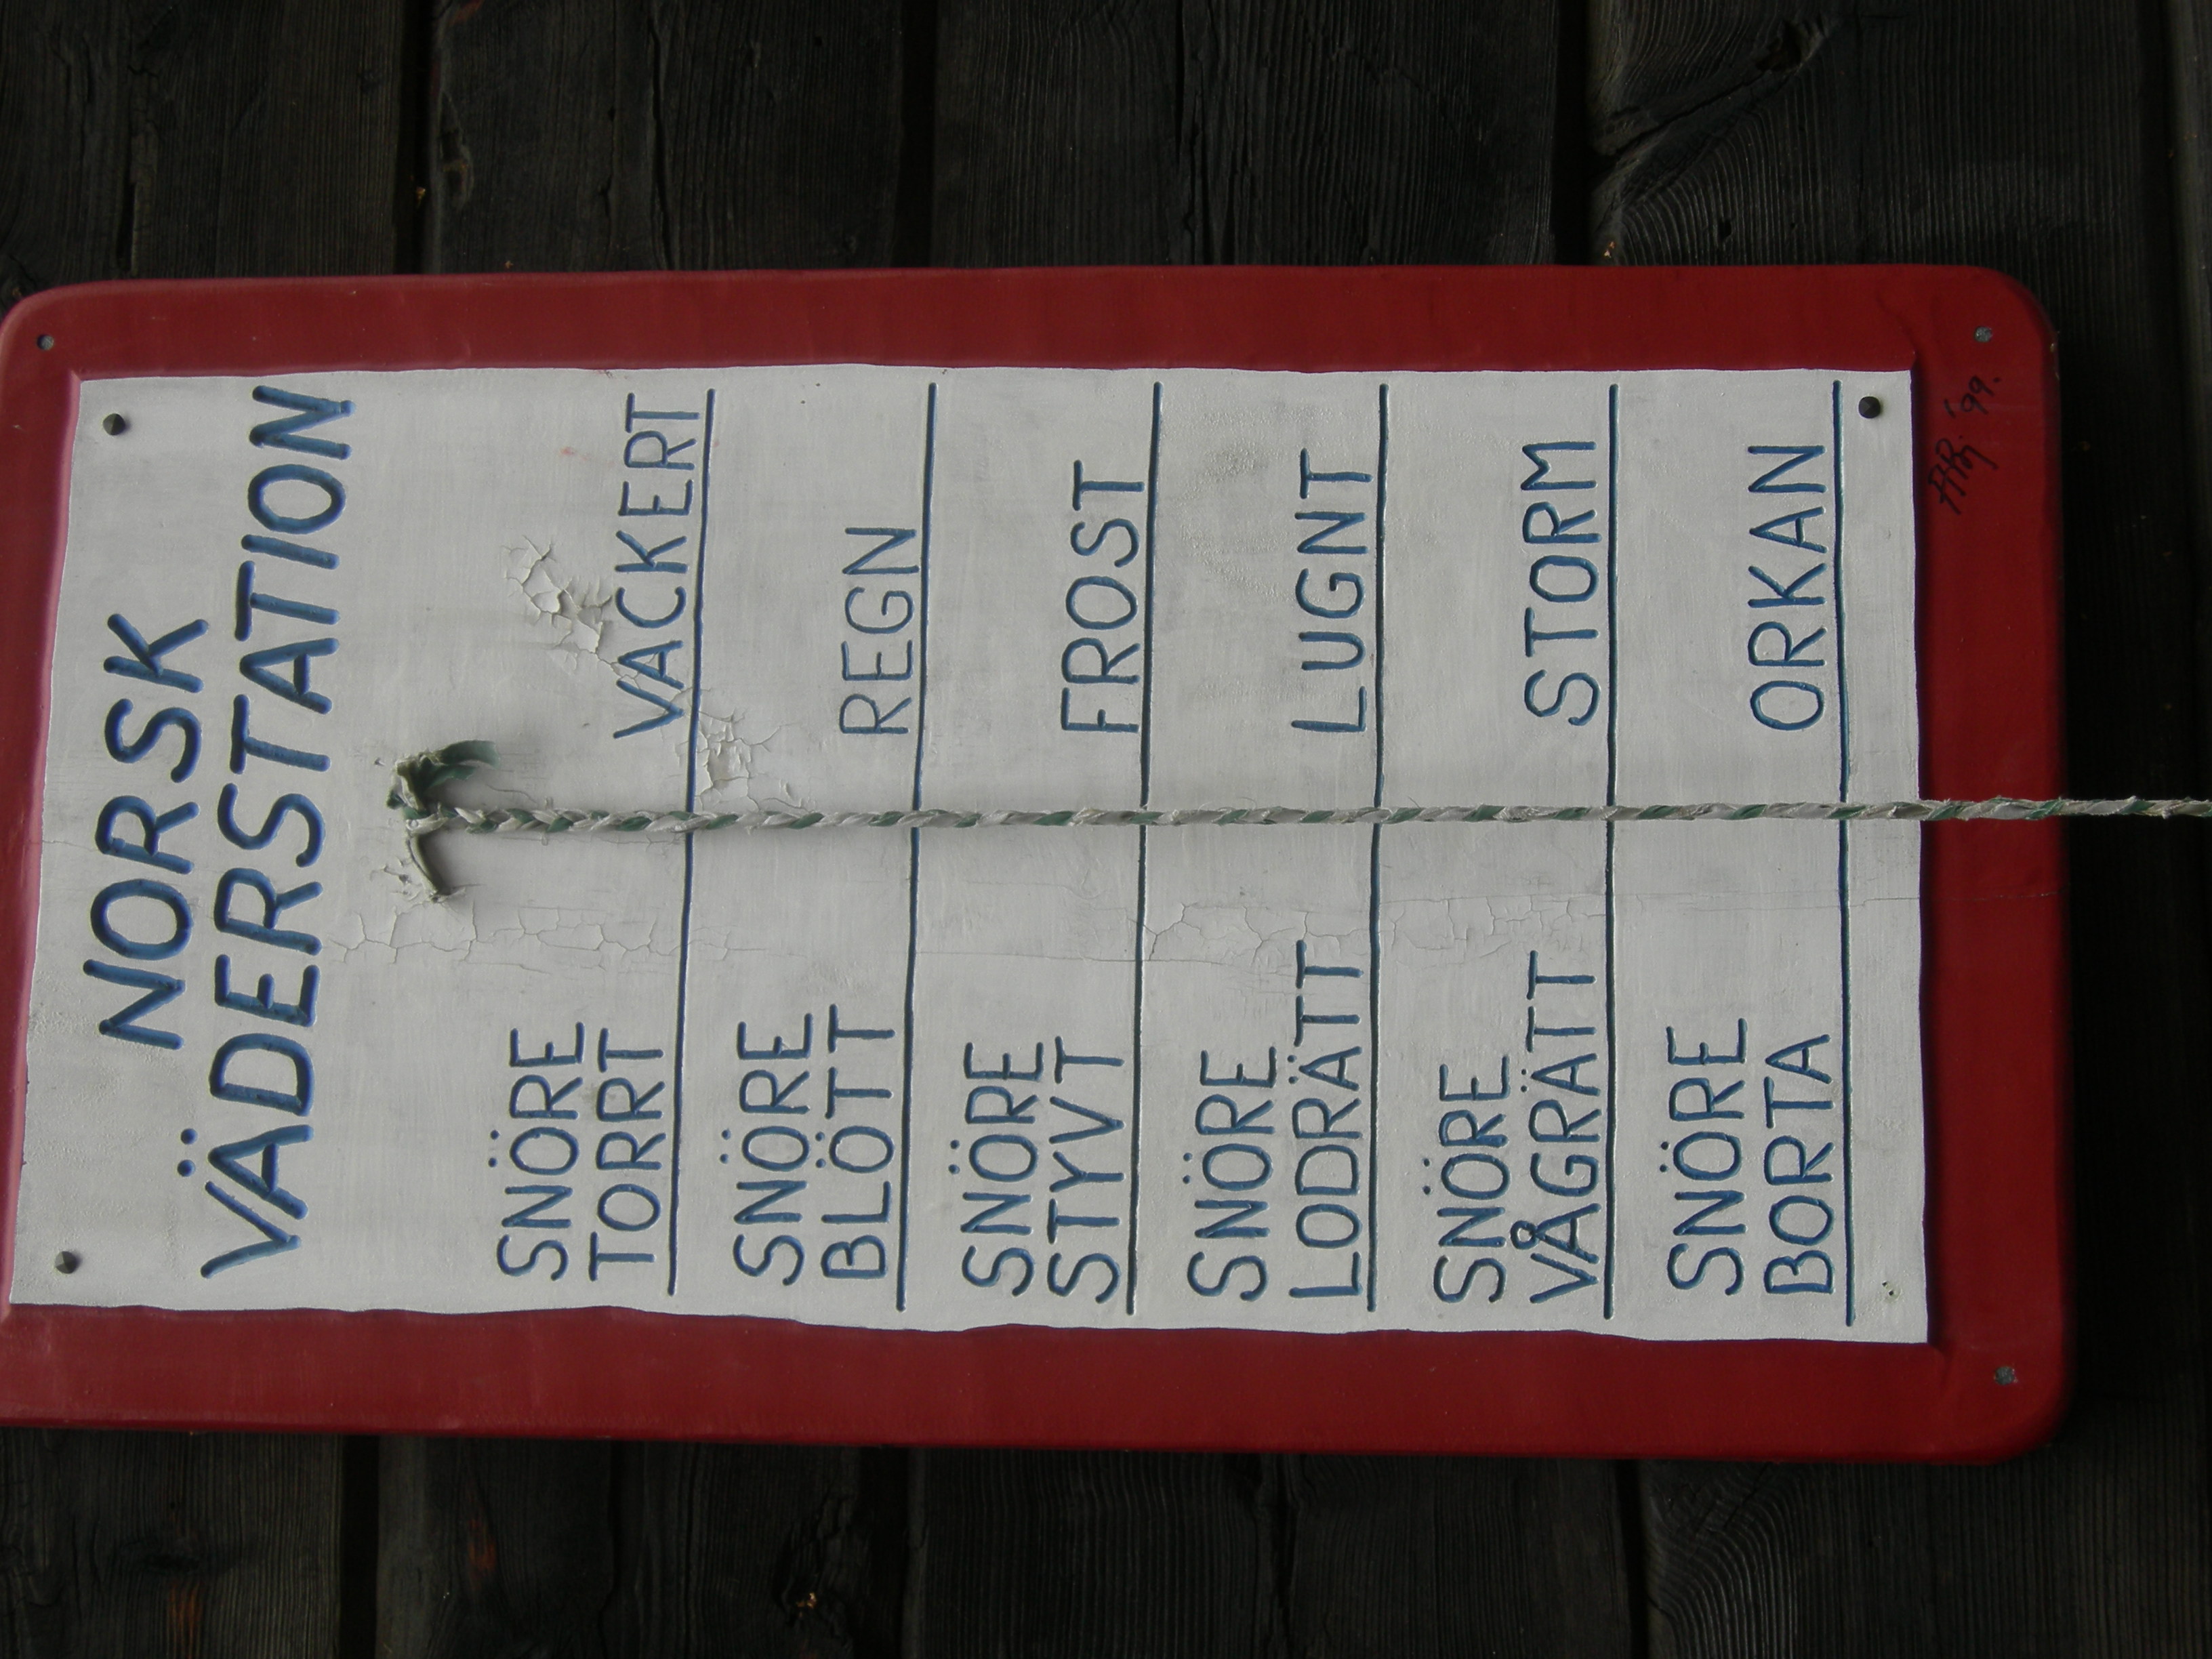 NORSK
VÄDERSTATION
SNÖRE
TORRT VACKERT
SNÖRE
BLÖTT REGN
SNÖRE
STYVT FROST
SNÖRE
LODRÄTT LUGNT
SNÖRE
VÅGRÄTT STORM
SNÖRE
BORTA ORKAN
'99.